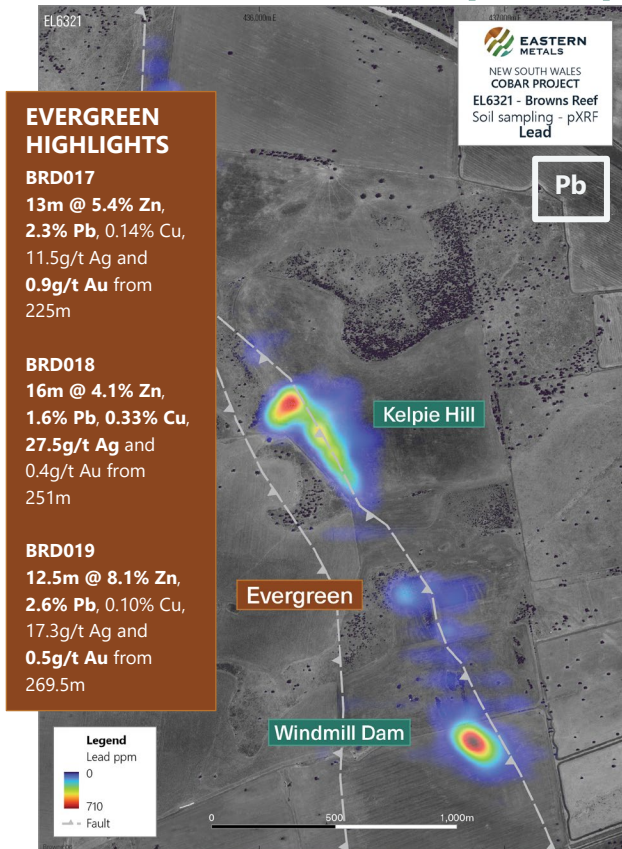 EL6321
436,000m E
437,000m E
EASTERN
METALS
NEW SOUTH WALES
COBAR PROJECT
EL6321 - Browns Reef
Soil sampling - pXRF
Lead
Pb
EVERGREEN
HIGHLIGHTS
BRD017
13m @ 5.4% Zn,
2.3% Pb, 0.14% Cu,
11.5g/t Ag and
0.9g/t Au from
225m
BRD018
16m @ 4.1% Zn,
1.6% Pb, 0.33% Cu,
27.5g/t Ag and
0.4g/t Au from
251m
BRD019
12.5m @ 8.1% Zn,
2.6% Pb, 0.10% Cu,
17.3g/t Ag and
0.5g/t Au from
269.5m
Kelpie Hill
Evergreen
Windmill Dam
Legend
Lead ppm
0
710
Fault
0 500 1,000m